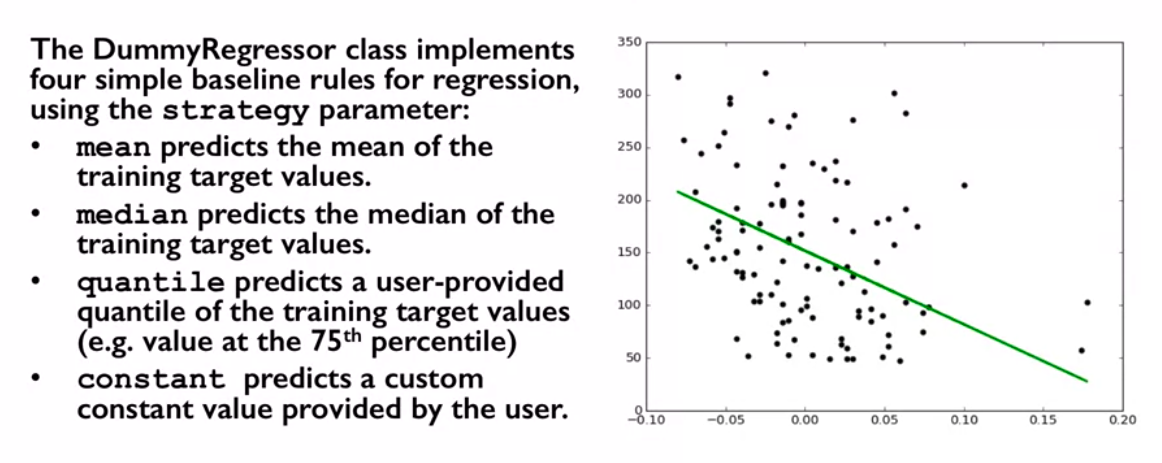 The DummyRegressor class implements
four simple baseline rules for regression,
using the strategy parameter:
• mean predicts the mean of the
training target values.
• median predicts the median of the
training target values.
• quantile predicts a user-provided
quantile of the training target values
(e.g. value at the 75th percentile)
• constant predicts a custom
constant value provided by the user.
350
300
250
200
150
100
50
0
−0.10 −0.05 0.00 0.05 0.10 0.15 0.20